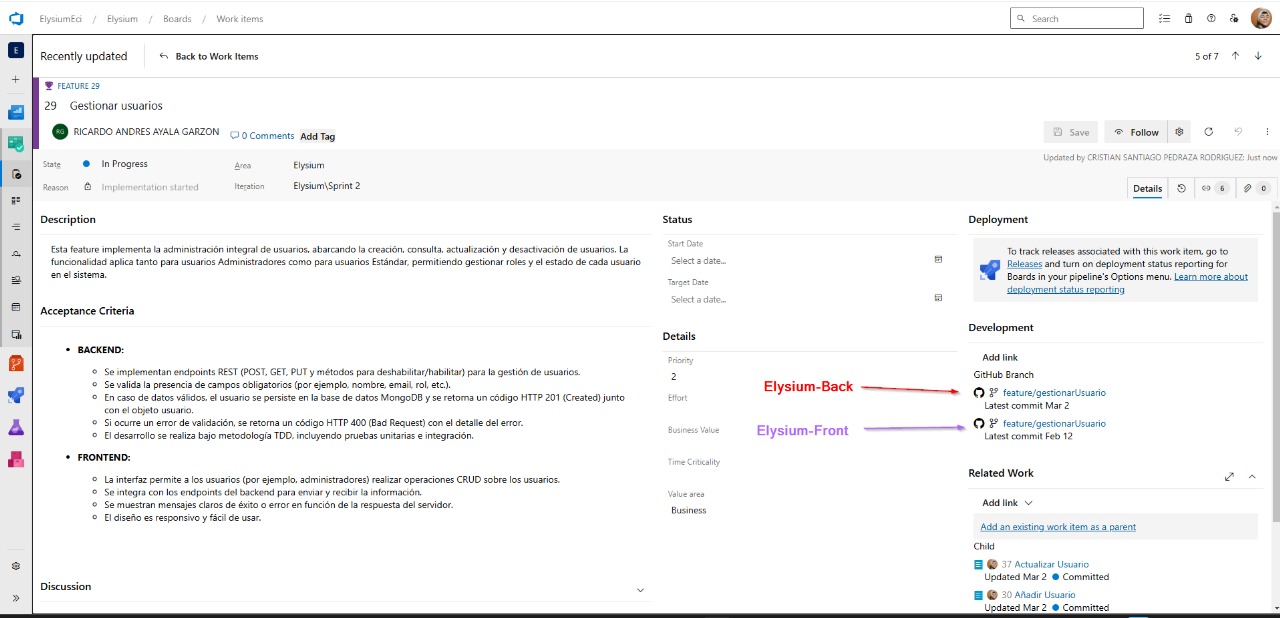 ElysiumEci / Elysium / Boards / Work items
Search
E
Recently updated
Back to Work Items
5 of 7
FEATURE 29
29 Gestionar usuarios
RG RICARDO ANDRES AYALA GARZON
0 Comments
Add Tag
Save
Follow
State
In Progress
Area
Elysium
Updated by CRISTIAN SANTIAGO PEDRAZA RODRIGUEZ: Just now
Reason
Implementation started
Iteration
Elysium\Sprint 2
Details
6
0
Description
Esta feature implementa la administración integral de usuarios, abarcando la creación, consulta, actualización y desactivación de usuarios. La
funcionalidad aplica tanto para usuarios Administradores como para usuarios Estándar, permitiendo gestionar roles y el estado de cada usuario
en el sistema.
Acceptance Criteria
• BACKEND:
Se implementan endpoints REST (POST, GET, PUT y métodos para deshabilitar/habilitar) para la gestión de usuarios.
Se valida la presencia de campos obligatorios (por ejemplo, nombre, email, rol, etc.).
En caso de datos válidos, el usuario se persiste en la base de datos MongoDB y se retorna un código HTTP 201 (Created) junto
con el objeto usuario.
Si ocurre un error de validación, se retorna un código HTTP 400 (Bad Request) con el detalle del error.
El desarrollo se realiza bajo metodología TDD, incluyendo pruebas unitarias e integración.
• FRONTEND:
La interfaz permite a los usuarios (por ejemplo, administradores) realizar operaciones CRUD sobre los usuarios.
Se integra con los endpoints del backend para enviar y recibir la información.
Se muestran mensajes claros de éxito o error en función de la respuesta del servidor.
El diseño es responsivo y fácil de usar.
Discussion
Status
Start Date
Select a date...
Target Date
Select a date...
Details
Priority
2
Effort
Business Value
Time Criticality
Value area
Business
Elysium-Back
Elysium-Front
Deployment
To track releases associated with this work item, go to
Releases and turn on deployment status reporting for
Boards in your pipeline's Options menu. Learn more about
deployment status reporting
Development
Add link
GitHub Branch
feature/gestionarUsuario
Latest commit Mar 2
feature/gestionarUsuario
Latest commit Feb 12
Related Work
Add link
Add an existing work item as a parent
Child
37 Actualizar Usuario
Updated Mar 2 Committed
30 Añadir Usuario
Updated Mar 2 Committed